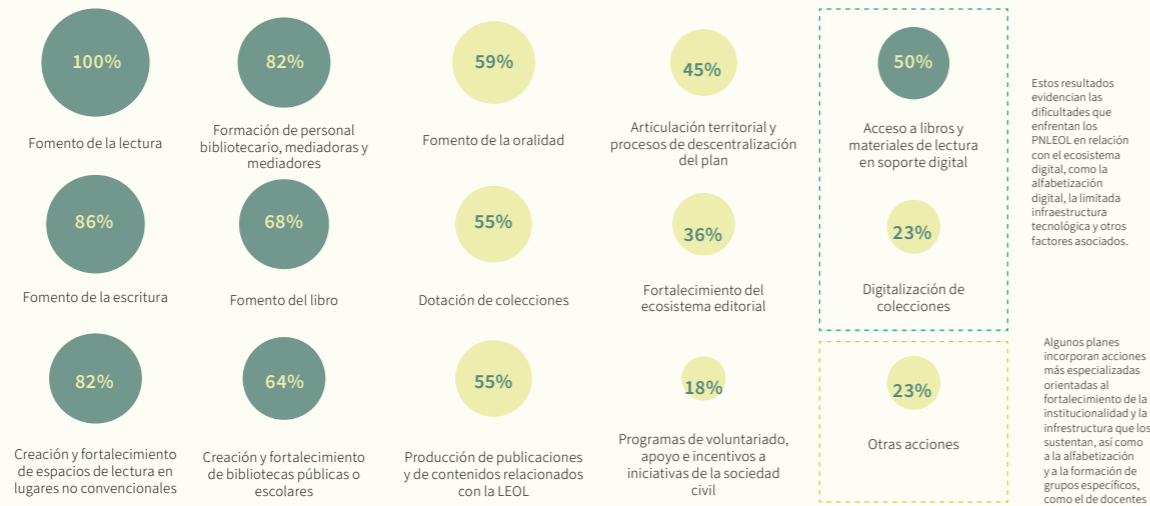 100%
Fomento de la lectura
82%
Formación de personal
bibliotecario, mediadoras y
mediadores
59%
Fomento de la oralidad
45%
Articulación territorial y
procesos de descentralización
del plan
50%
Acceso a libros y
materiales de lectura
en soporte digital
Estos resultados
evidencian las
dificultades que
enfrentan los
PNLEOL en relación
con el ecosistema
digital, como la
alfabetización
digital, la limitada
infraestructura
tecnológica y otros
factores asociados.
86%
Fomento de la escritura
68%
Fomento del libro
55%
Dotación de colecciones
36%
Fortalecimiento del
ecosistema editorial
23%
Digitalización de
colecciones
82%
Creación y fortalecimiento
de espacios de lectura en
lugares no convencionales
64%
Creación y fortalecimiento
de bibliotecas públicas o
escolares
55%
Producción de publicaciones
y de contenidos relacionados
con la LEOL
18%
Programas de voluntariado,
apoyo e incentivos a
iniciativas de la sociedad
civil
23%
Otras acciones
Algunos planes
incorporan acciones
más especializadas
orientadas al
fortalecimiento de la
institucionalidad y la
infrestructura que los
sustentan, así como
a la alfabetización
y a la formación de
grupos específicos,
como el de docentes